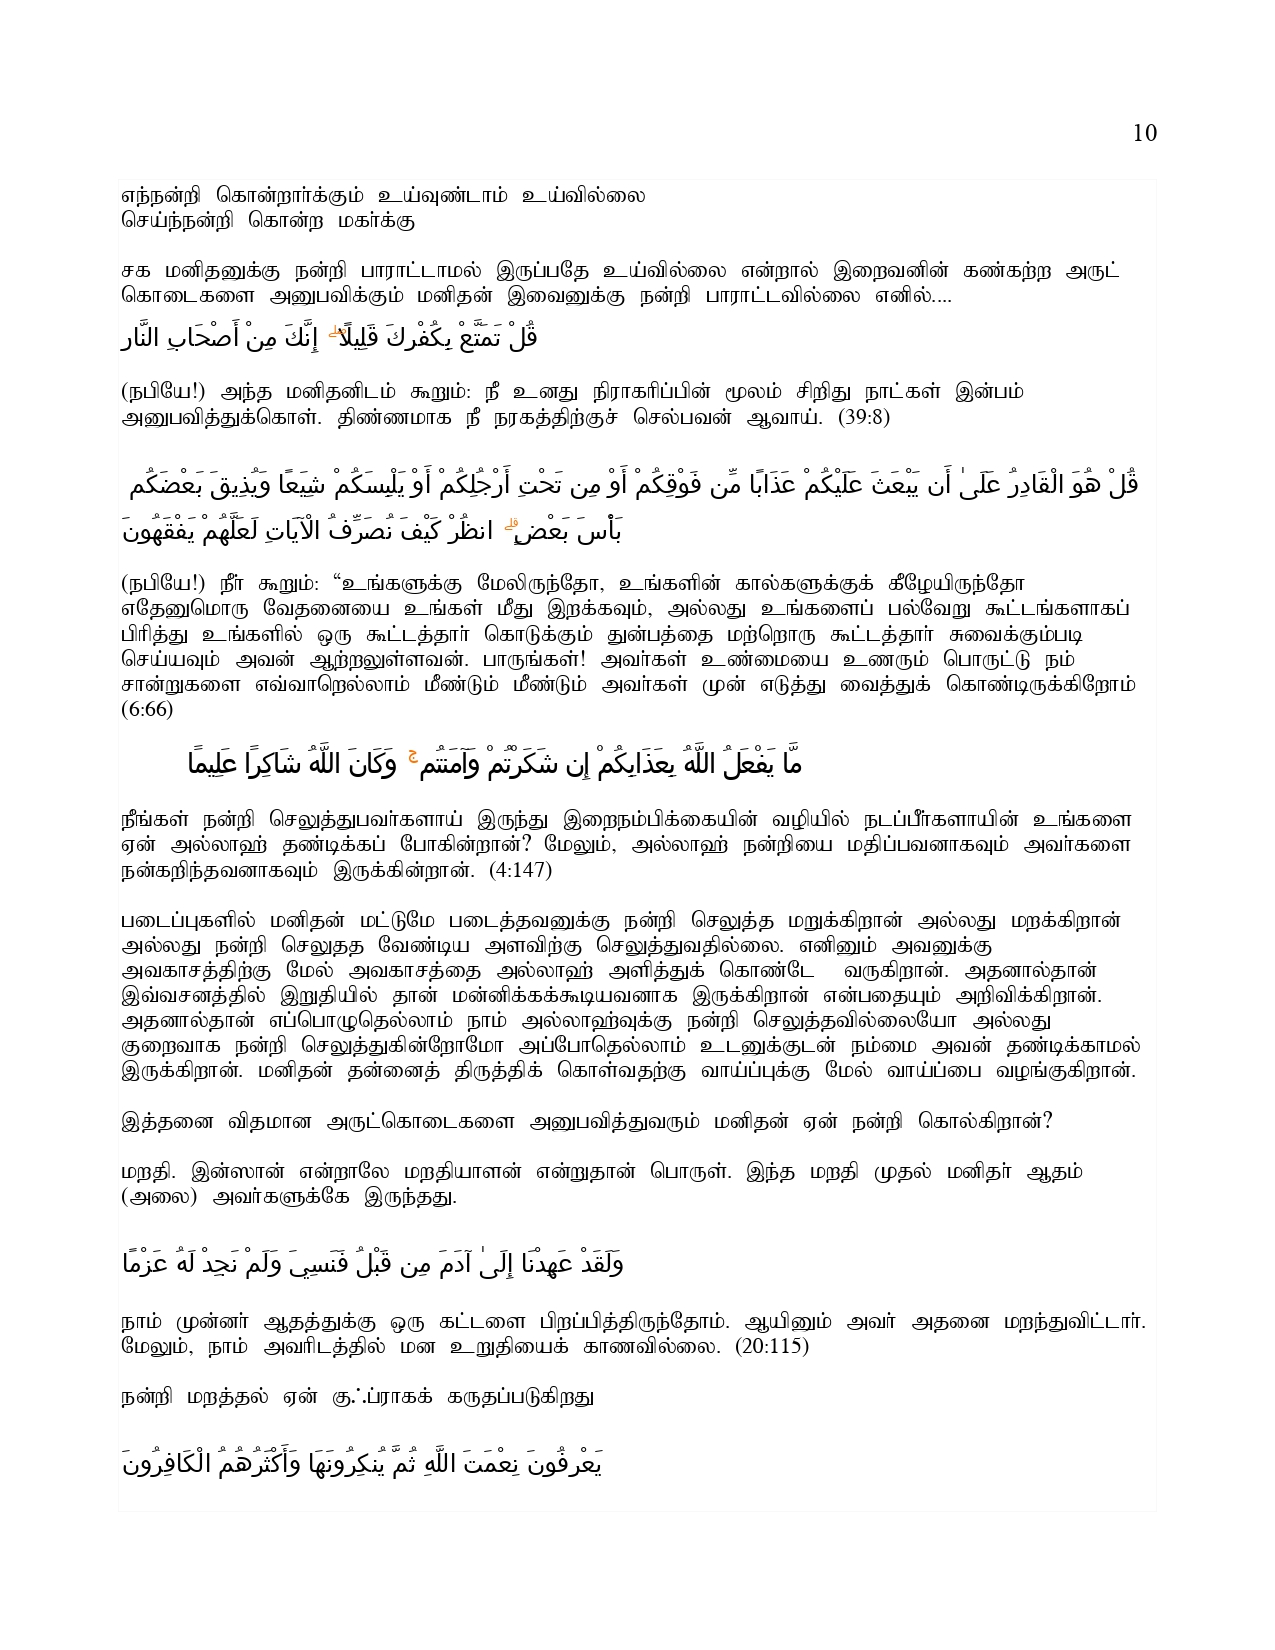 10
எந்நன்றி கொன்றார்க்கும் உய்வுண்டாம் உய்வில்லை
செய்ந்நன்றி கொன்ற மகர்க்கு
சக மனிதனுக்கு நன்றி பாராட்டாமல் இருப்பதே உய்வில்லை என்றால் இறைவனின் கண்கற்ற அருட்
கொடைகளை அனுபவிக்கும் மனிதன் இவைனுக்கு நன்றி பாராட்டவில்லை எனில்....
قُلْ تَمَتَّعْ بِكُفْرِكَ قَلِيلًا ۖ إِنَّكَ مِنْ أَصْحَابِ النَّار
(நபியே!) அந்த மனிதனிடம் கூறும்: நீ உனது நிராகரிப்பின் மூலம் சிறிது நாட்கள் இன்பம்
அனுபவித்துக்கொள். திண்ணமாக நீ நரகத்திற்குச் செல்பவன் ஆவாய். (39:8)
قُلْ هُوَ الْقَادِرُ عَلَىٰ أَن يَبْعَثَ عَلَيْكُمْ عَذَابًا مِّن فَوْقِكُمْ أَوْ مِن تَحْتِ أَرْجُلِكُمْ أَوْ يَلْبِسَكُمْ شِيَعًا وَيُذِيقَ بَعْضَكُم
بَأْسَ بَعْضٍ ۗ انظُرْ كَيْفَ نُصَرِّفُ الْآيَاتِ لَعَلَّهُمْ يَفْقَهُونَ
(நபியே!) நீர் கூறும்: “உங்களுக்கு மேலிருந்தோ, உங்களின் கால்களுக்குக் கீழேயிருந்தோ
எதேனுமொரு வேதனையை உங்கள் மீது இறக்கவும், அல்லது உங்களைப் பல்வேறு கூட்டங்களாகப்
பிரித்து உங்களில் ஒரு கூட்டத்தார் கொடுக்கும் துன்பத்தை மற்றொரு கூட்டத்தார் சுவைக்கும்படி
செய்யவும் அவன் ஆற்றலுள்ளவன். பாருங்கள்! அவர்கள் உண்மையை உணரும் பொருட்டு நம்
சான்றுகளை எவ்வாறெல்லாம் மீண்டும் மீண்டும் அவர்கள் முன் எடுத்து வைத்துக் கொண்டிருக்கிறோம்
(6:66)
مَّا يَفْعَلُ اللَّهُ بِعَذَابِكُمْ إِن شَكَرْتُمْ وَآمَنتُم ۚ وَكَانَ اللَّهُ شَاكِرًا عَلِيمًا
நீங்கள் நன்றி செலுத்துபவர்களாய் இருந்து இறைநம்பிக்கையின் வழியில் நடப்பீர்களாயின் உங்களை
ஏன் அல்லாஹ் தண்டிக்கப் போகின்றான்? மேலும், அல்லாஹ் நன்றியை மதிப்பவனாகவும் அவர்களை
நன்கறிந்தவனாகவும் இருக்கின்றான். (4:147)
படைப்புகளில் மனிதன் மட்டுமே படைத்தவனுக்கு நன்றி செலுத்த மறுக்கிறான் அல்லது மறக்கிறான்
அல்லது நன்றி செலுதத வேண்டிய அளவிற்கு செலுத்துவதில்லை. எனினும் அவனுக்கு
அவகாசத்திற்கு மேல் அவகாசத்தை அல்லாஹ் அளித்துக் கொண்டே வருகிறான். அதனால்தான்
இவ்வசனத்தில் இறுதியில் தான் மன்னிக்கக்கூடியவனாக இருக்கிறான் என்பதையும் அறிவிக்கிறான்.
அதனால்தான் எப்பொழுதெல்லாம் நாம் அல்லாஹ்வுக்கு நன்றி செலுத்தவில்லையோ அல்லது
குறைவாக நன்றி செலுத்துகின்றோமோ அப்போதெல்லாம் உடனுக்குடன் நம்மை அவன் தண்டிக்காமல்
இருக்கிறான். மனிதன் தன்னைத் திருத்திக் கொள்வதற்கு வாய்ப்புக்கு மேல் வாய்ப்பை வழங்குகிறான்.
இத்தனை விதமான அருட்கொடைகளை அனுபவித்துவரும் மனிதன் ஏன் நன்றி கொல்கிறான்?
மறதி. இன்ஸான் என்றாலே மறதியாளன் என்றுதான் பொருள். இந்த மறதி முதல் மனிதர் ஆதம்
(அலை) அவர்களுக்கே இருந்தது.
وَلَقَدْ عَهِدْنَا إِلَىٰ آدَمَ مِن قَبْلُ فَنَسِيَ وَلَمْ نَجِدْ لَهُ عَزْمًا
நாம் முன்னர் ஆதத்துக்கு ஒரு கட்டளை பிறப்பித்திருந்தோம். ஆயினும் அவர் அதனை மறந்துவிட்டார்.
மேலும், நாம் அவரிடத்தில் மன உறுதியைக் காணவில்லை. (20:115)
நன்றி மறத்தல் ஏன் குஃப்ராகக் கருதப்படுகிறது
يَعْرِفُونَ نِعْمَتَ اللَّهِ ثُمَّ يُنكِرُونَهَا وَأَكْثَرُهُمُ الْكَافِرُونَ